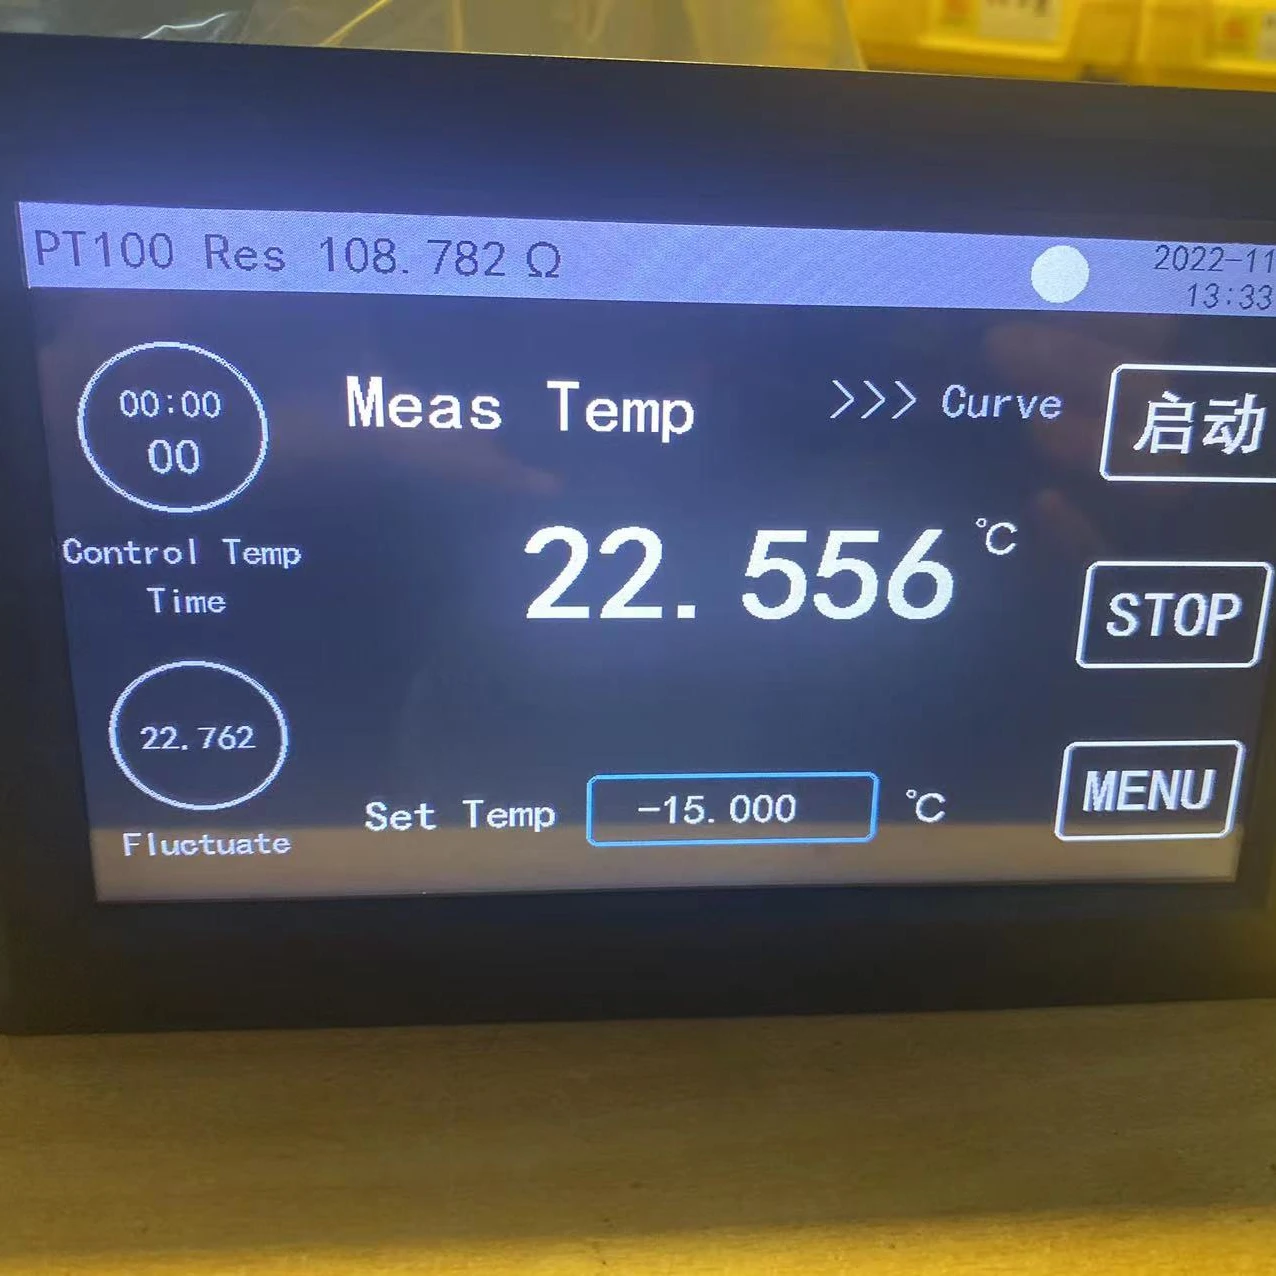 PT100 Res 108.782 Ω
2022-11
13:33
00:00
00
Control Temp
Time
Meas Temp
>>> Curve
启动
22.556 ℃
STOP
22.762
Fluctuate
Set Temp -15.000 ℃
MENU